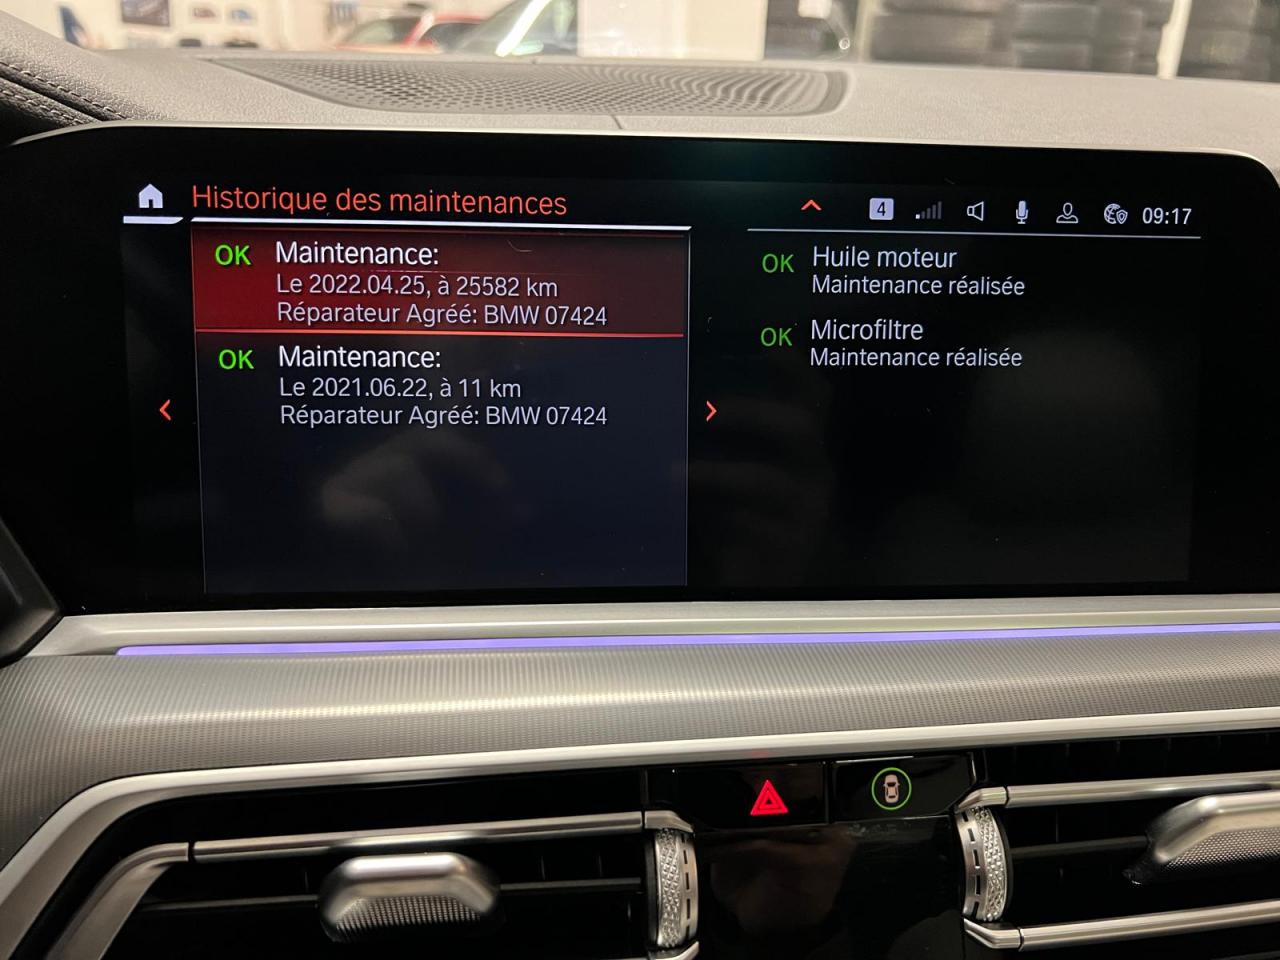 Historique des maintenances
4
09:17
OK Maintenance:
Le 2022.04.25, à 25582 km
Réparateur Agréé: BMW 07424
OK Maintenance:
Le 2021.06.22, à 11 km
Réparateur Agréé: BMW 07424
OK Huile moteur
Maintenance réalisée
OK Microfiltre
Maintenance réalisée